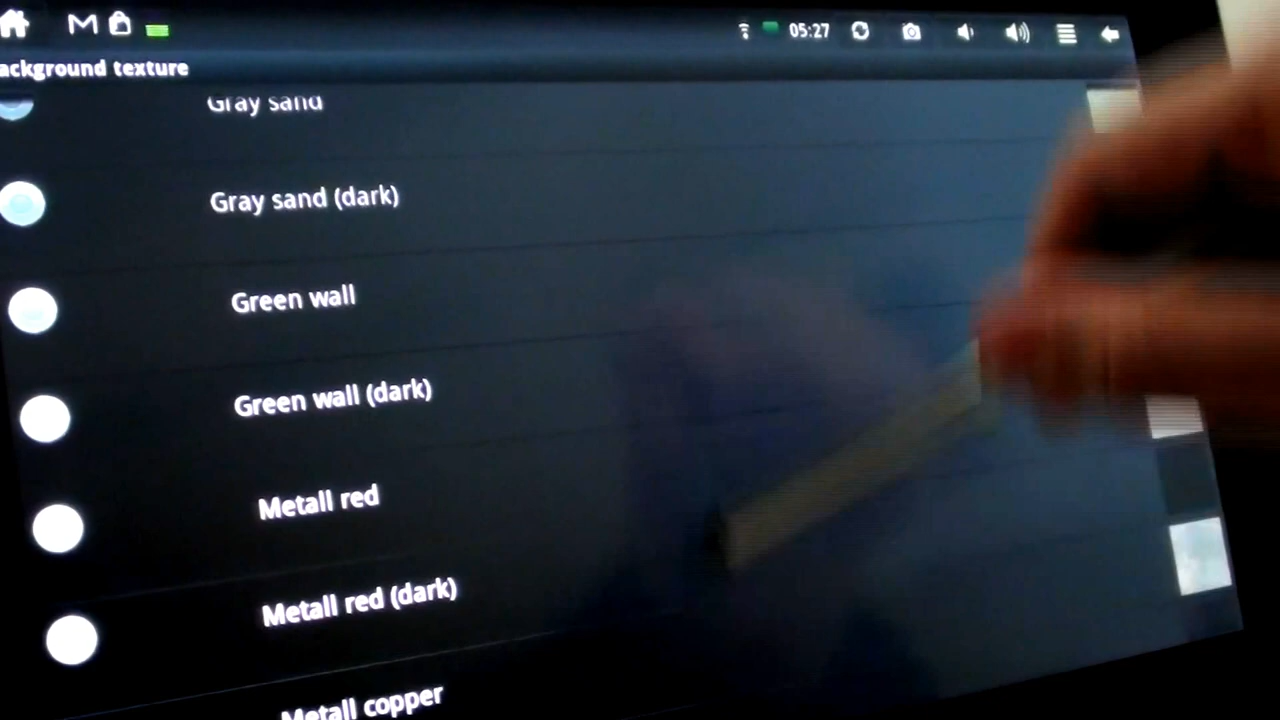 05:27
ackground texture
Gray sand
Gray sand (dark)
Green wall
Green wall (dark)
Metall red
Metall red (dark)
Metall copper